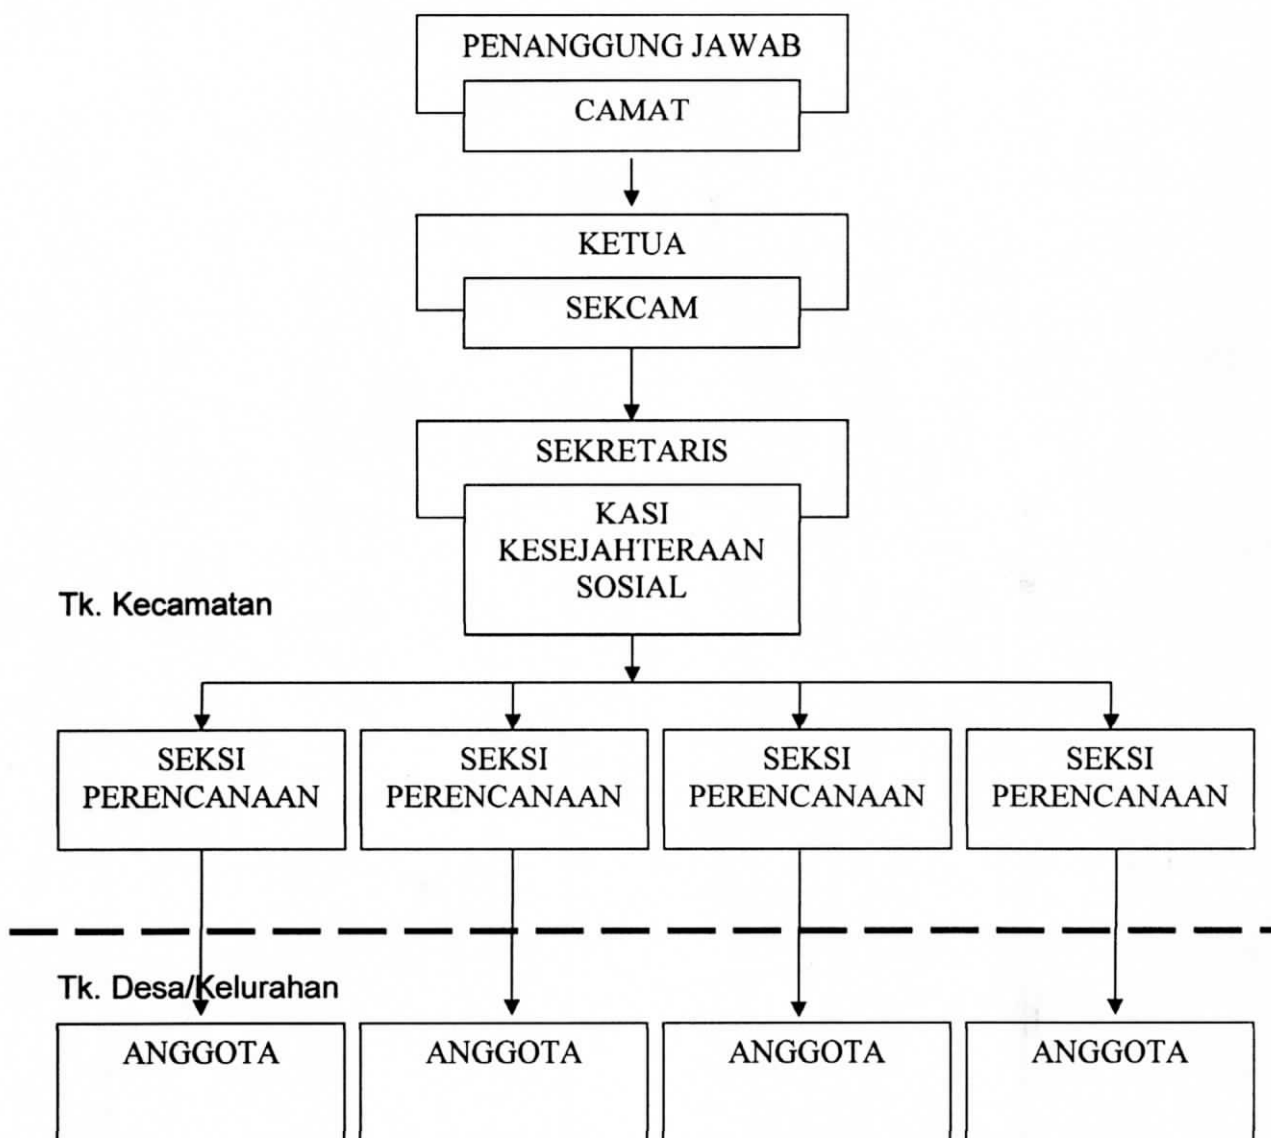 PENANGGUNG JAWAB
CAMAT
KETUA
SEKCAM
SEKRETARIS
KASI
KESEJAHTERAAN
SOSIAL
Tk. Kecamatan
SEKSI
PERENCANAAN
SEKSI
PERENCANAAN
SEKSI
PERENCANAAN
SEKSI
PERENCANAAN
Tk. Desa/Kelurahan
ANGGOTA
ANGGOTA
ANGGOTA
ANGGOTA